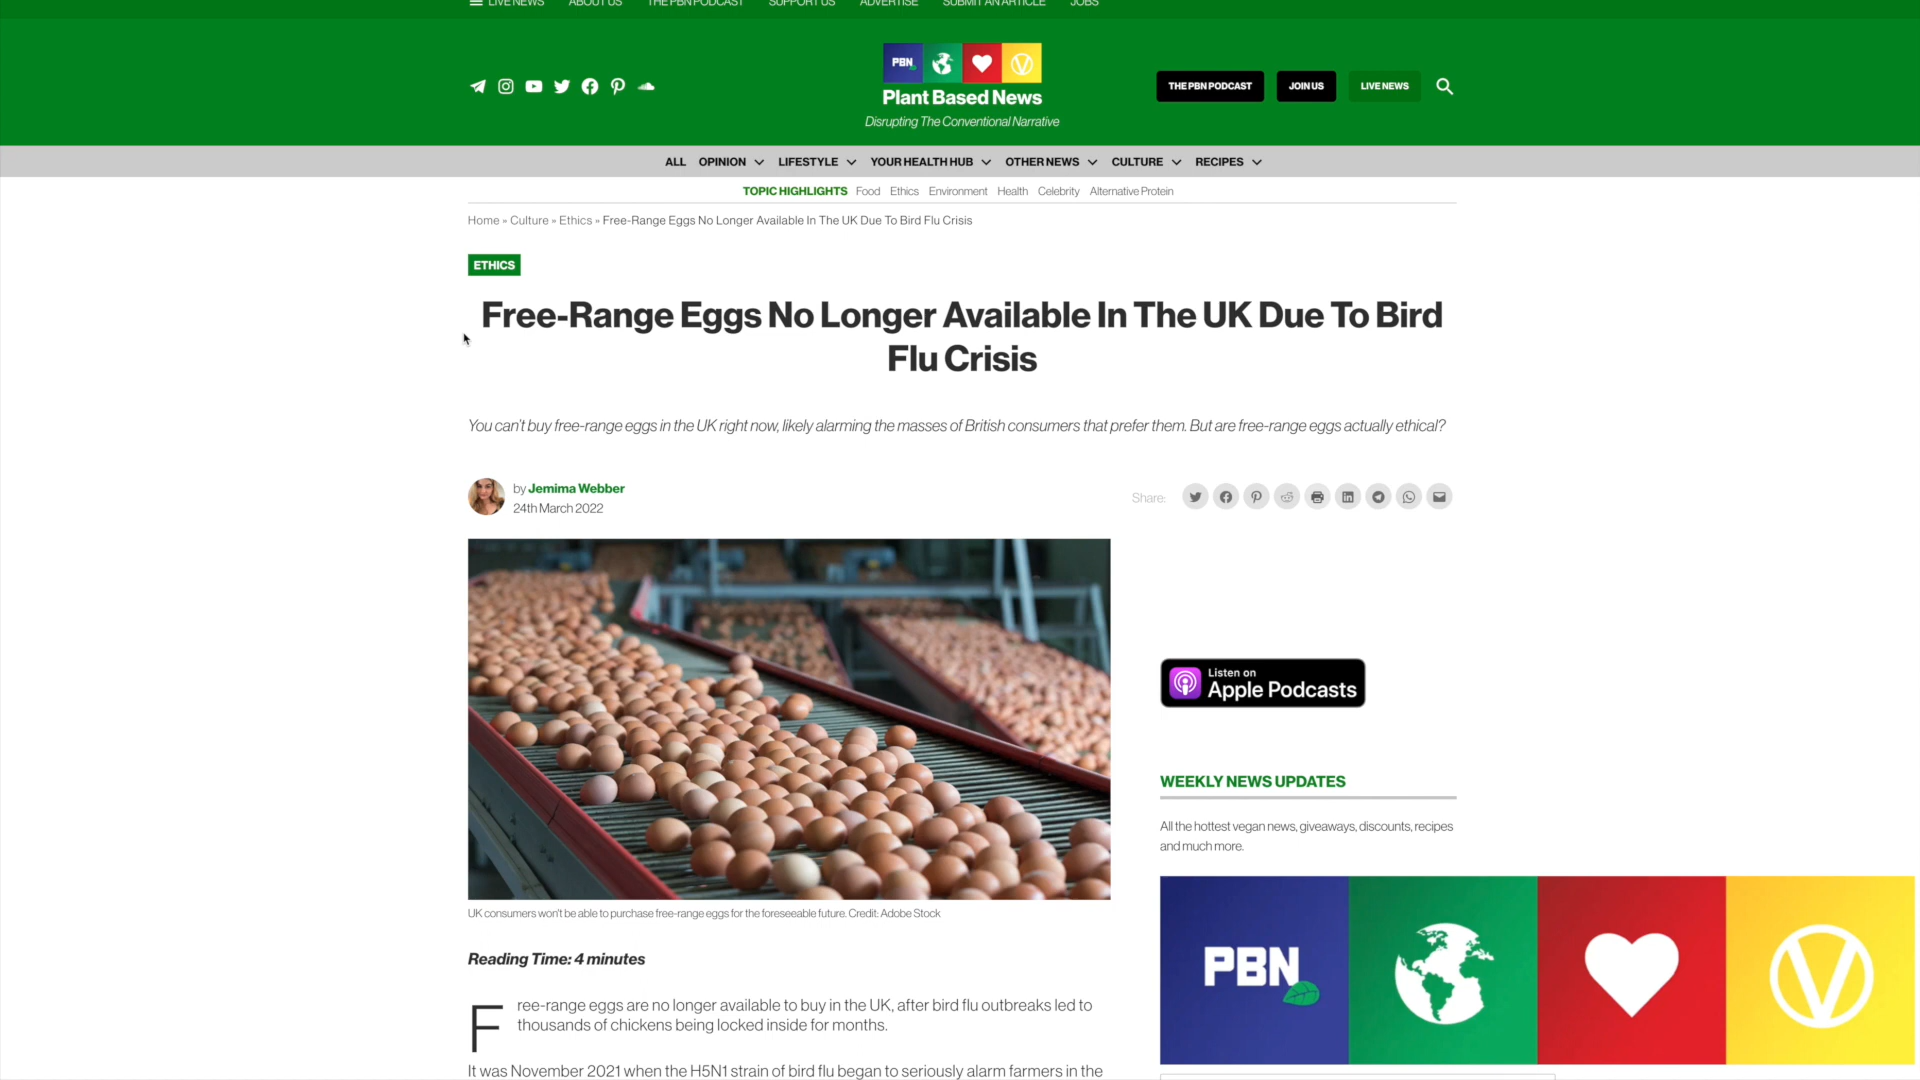 LIVE NEWS ABOUT US THE PBN PODCAST SUPPORT US ADVERTISE SUBMIT AN ARTICLE JOBS
PBN
Plant Based News
Disrupting The Conventional Narrative
THE PBN PODCAST JOIN US LIVE NEWS
ALL OPINION LIFESTYLE YOUR HEALTH HUB OTHER NEWS CULTURE RECIPES
TOPIC HIGHLIGHTS Food Ethics Environment Health Celebrity Alternative Protein
Home » Culture » Ethics » Free-Range Eggs No Longer Available In The UK Due To Bird Flu Crisis
ETHICS
Free-Range Eggs No Longer Available In The UK Due To Bird
Flu Crisis
You can't buy free-range eggs in the UK right now, likely alarming the masses of British consumers that prefer them. But are free-range eggs actually ethical?
by Jemima Webber
24th March 2022
Share:
Listen on
Apple Podcasts
WEEKLY NEWS UPDATES
All the hottest vegan news, giveaways, discounts, recipes
and much more.
PBN
UK consumers won't be able to purchase free-range eggs for the foreseeable future. Credit: Adobe Stock
Reading Time: 4 minutes
Free-range eggs are no longer available to buy in the UK, after bird flu outbreaks led to
thousands of chickens being locked inside for months.
It was November 2021 when the H5N1 strain of bird flu began to seriously alarm farmers in the